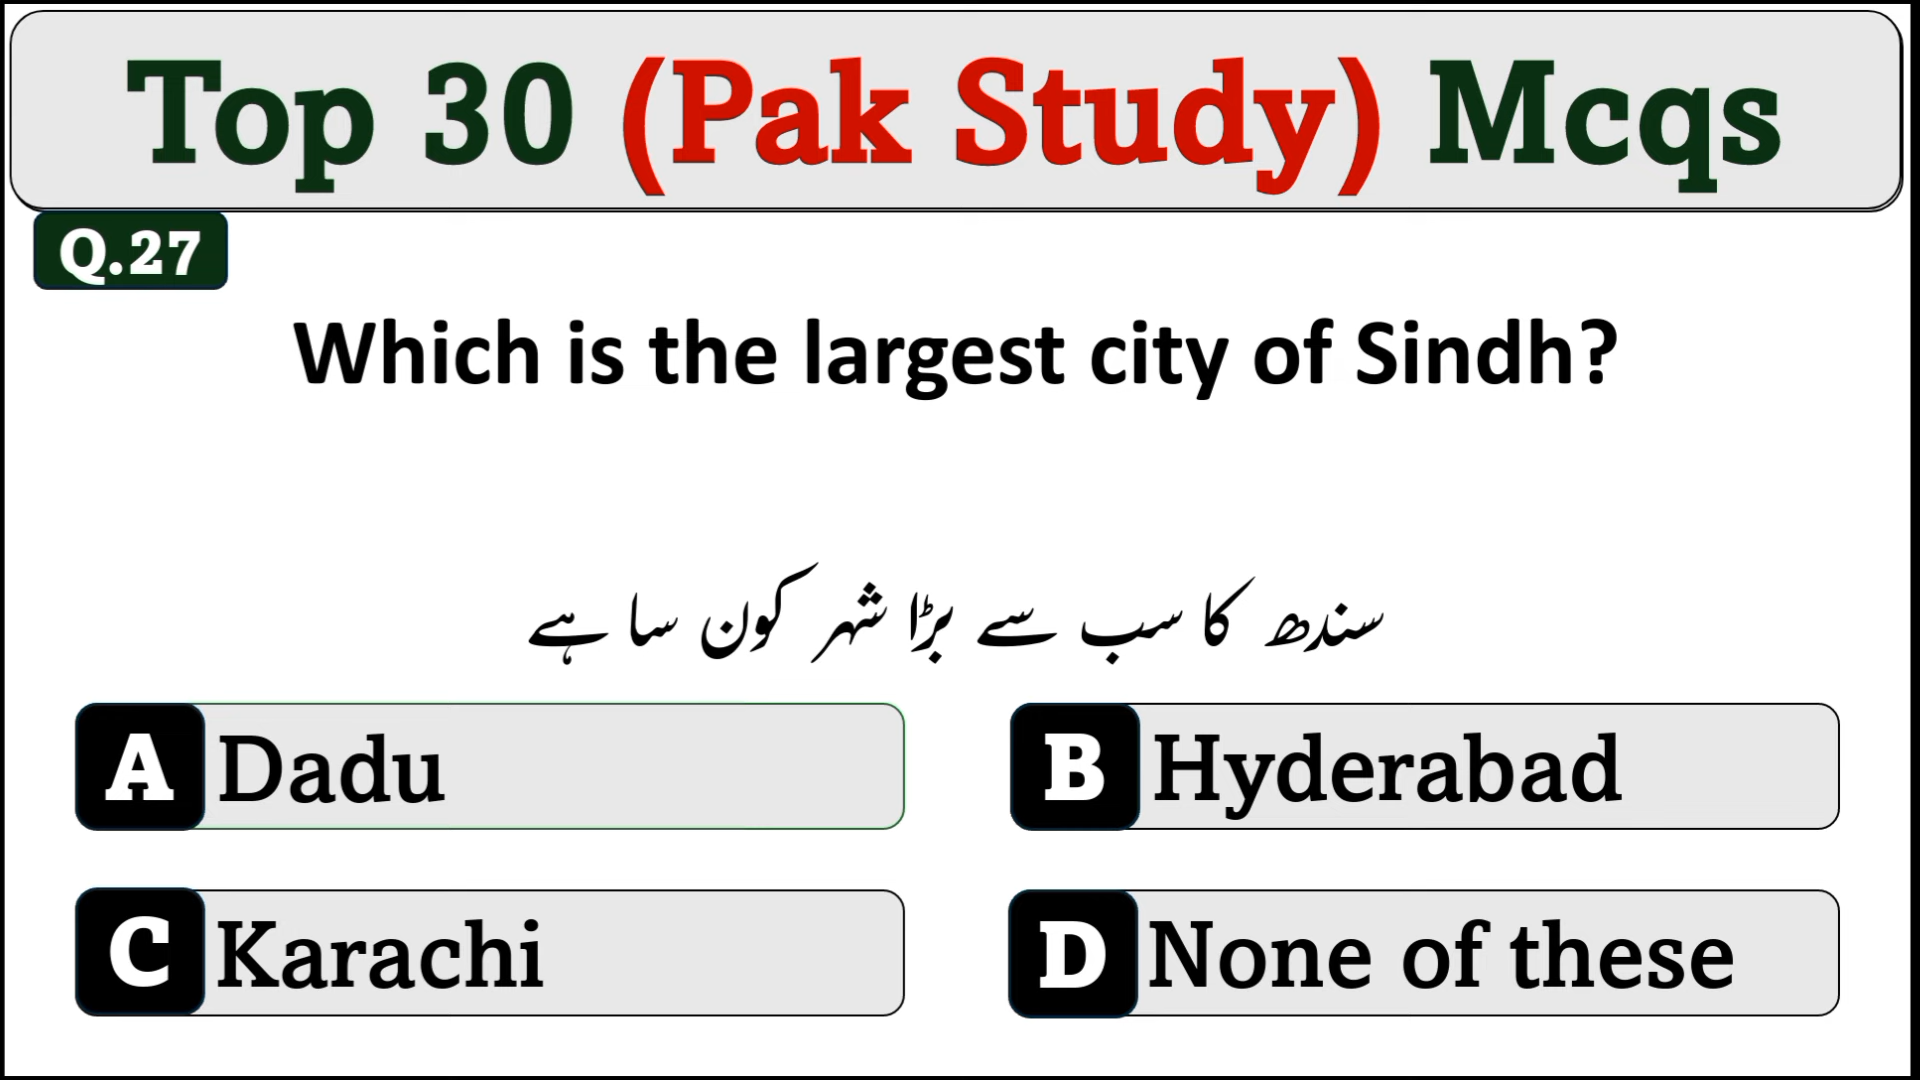 Top 30 (Pak Study) Mcqs
Q.27
Which is the largest city of Sindh?
سندھ کا سب سے بڑا شہر کون سا ہے
A Dadu
B Hyderabad
C Karachi
D None of these